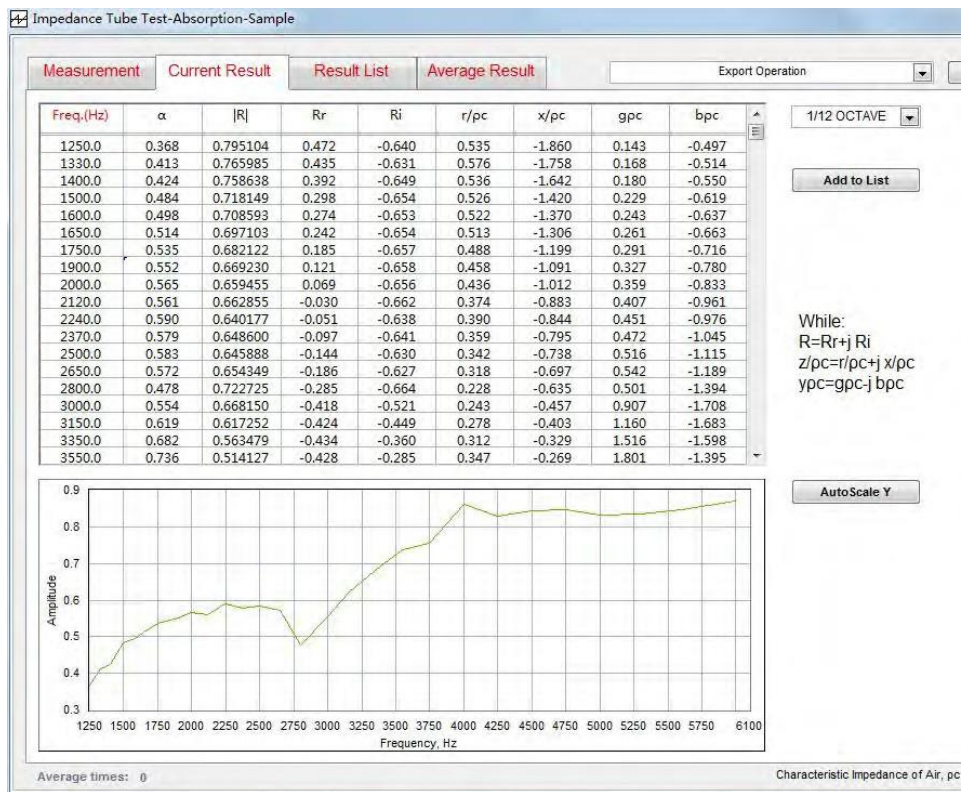 Impedance Tube Test-Absorption-Sample
Measurement Current Result Result List Average Result Export Operation
Freq.(Hz) α |R| Rr Ri r/ρc x/ρc gρc bρc
1250.0 0.368 0.795104 0.472 -0.640 0.535 -1.860 0.143 -0.497
1330.0 0.413 0.765985 0.435 -0.631 0.576 -1.758 0.168 -0.514
1400.0 0.424 0.758638 0.392 -0.649 0.536 -1.642 0.180 -0.550
1500.0 0.484 0.718149 0.298 -0.654 0.526 -1.420 0.229 -0.619
1600.0 0.498 0.708593 0.274 -0.653 0.522 -1.370 0.243 -0.637
1650.0 0.514 0.697103 0.242 -0.654 0.513 -1.306 0.261 -0.663
1750.0 0.535 0.682122 0.185 -0.657 0.488 -1.199 0.291 -0.716
1900.0 0.552 0.669230 0.121 -0.658 0.458 -1.091 0.327 -0.780
2000.0 0.565 0.659455 0.069 -0.656 0.436 -1.012 0.359 -0.833
2120.0 0.561 0.662855 -0.030 -0.662 0.374 -0.883 0.407 -0.961
2240.0 0.590 0.640177 -0.051 -0.638 0.390 -0.844 0.451 -0.976
2370.0 0.579 0.648600 -0.097 -0.641 0.359 -0.795 0.472 -1.045
2500.0 0.583 0.645888 -0.144 -0.630 0.342 -0.738 0.516 -1.115
2650.0 0.572 0.654349 -0.186 -0.627 0.318 -0.697 0.542 -1.189
2800.0 0.478 0.722725 -0.285 -0.664 0.228 -0.635 0.501 -1.394
3000.0 0.554 0.668150 -0.418 -0.521 0.243 -0.457 0.907 -1.708
3150.0 0.619 0.617252 -0.424 -0.449 0.278 -0.403 1.160 -1.683
3350.0 0.682 0.563479 -0.434 -0.360 0.312 -0.329 1.516 -1.598
3550.0 0.736 0.514127 -0.428 -0.285 0.347 -0.269 1.801 -1.395
1/12 OCTAVE
Add to List
While:
R=Rr+j Ri
z/ρc=r/ρc+j x/ρc
yρc=gρc-j bρc
AutoScale Y
Amplitude
0.9
0.8
0.7
0.6
0.5
0.4
0.3
1250 1500 1750 2000 2250 2500 2750 3000 3250 3500 3750 4000 4250 4500 4750 5000 5250 5500 5750 6100
Frequency, Hz
Average times: 0
Characteristic Impedance of Air, ρc